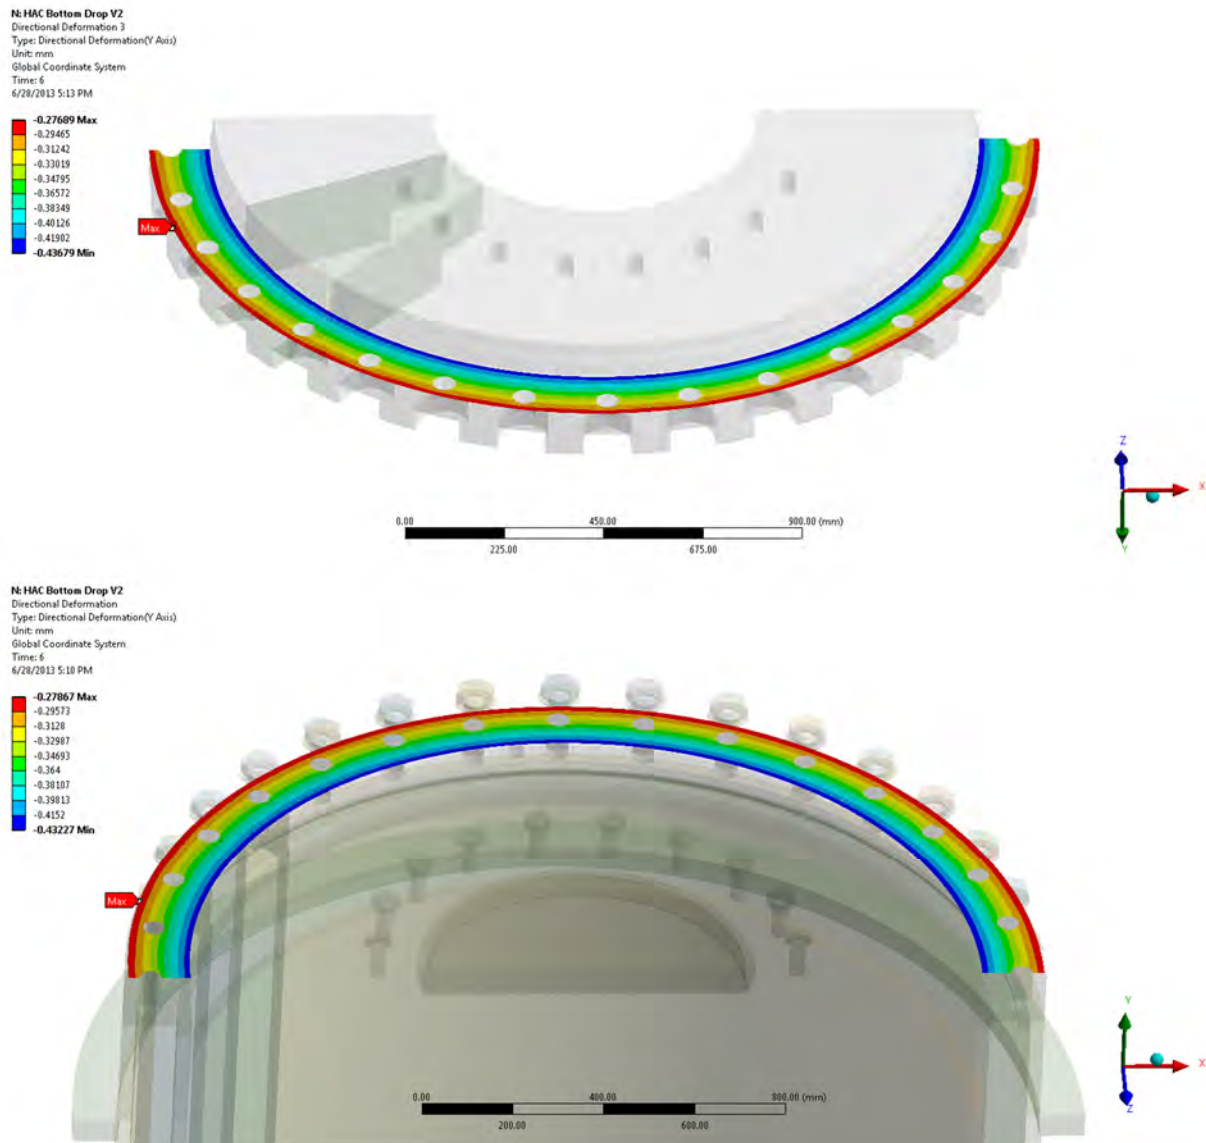 N: HAC Bottom Drop V2
Directional Deformation 3
Type: Directional Deformation(Y Axis)
Unit: mm
Global Coordinate System
Time: 6
6/28/2013 5:13 PM
-0.27689 Max
-0.29465
-0.31242
-0.33019
-0.34795
-0.36572
-0.38349
-0.40126
-0.41902
-0.43679 Min
Max
Z
X
Y
0.00 450.00 900.00 (mm)
225.00 675.00
N: HAC Bottom Drop V2
Directional Deformation
Type: Directional Deformation(Y Axis)
Unit: mm
Global Coordinate System
Time: 6
6/28/2013 5:10 PM
-0.27867 Max
-0.29573
-0.3128
-0.32987
-0.34693
-0.364
-0.38107
-0.39813
-0.4152
-0.43227 Min
Max
Y
X
Z
0.00 400.00 800.00 (mm)
200.00 600.00